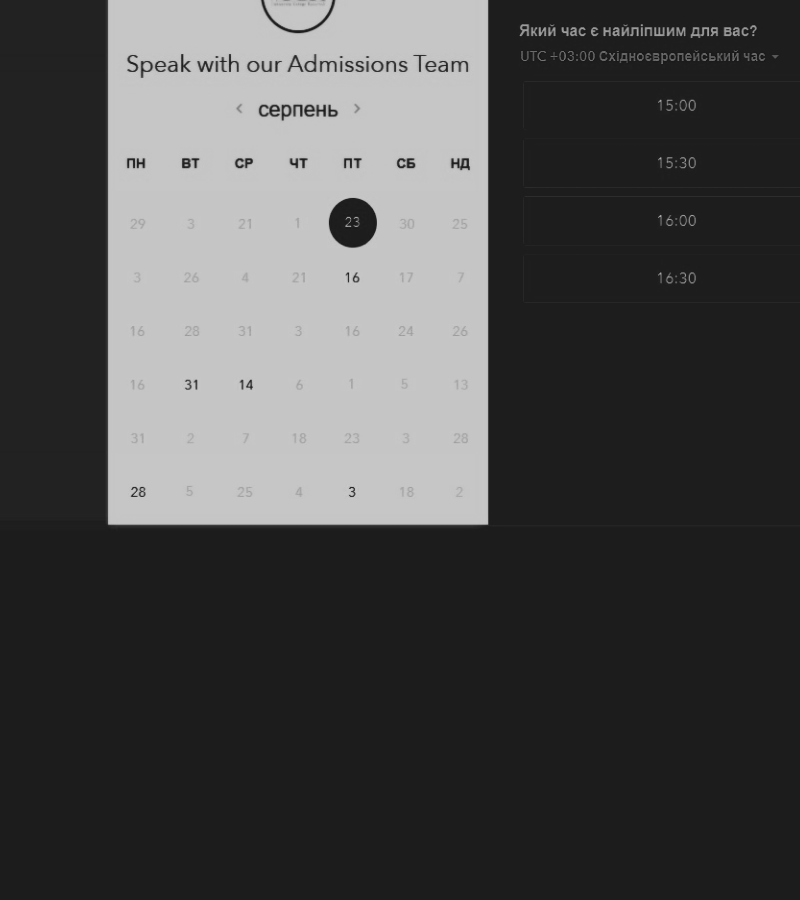 Speak with our Admissions Team
серпень
ПН ВТ СР ЧТ ПТ СБ НД
29 3 21 1 23 30 25
3 26 4 21 16 17 7
16 28 31 3 16 24 26
16 31 14 6 1 5 13
31 2 7 18 23 3 28
28 5 25 4 3 18 2
Який час є найліпшим для вас?
UTC +03:00 Східноєвропейський час
15:00
15:30
16:00
16:30